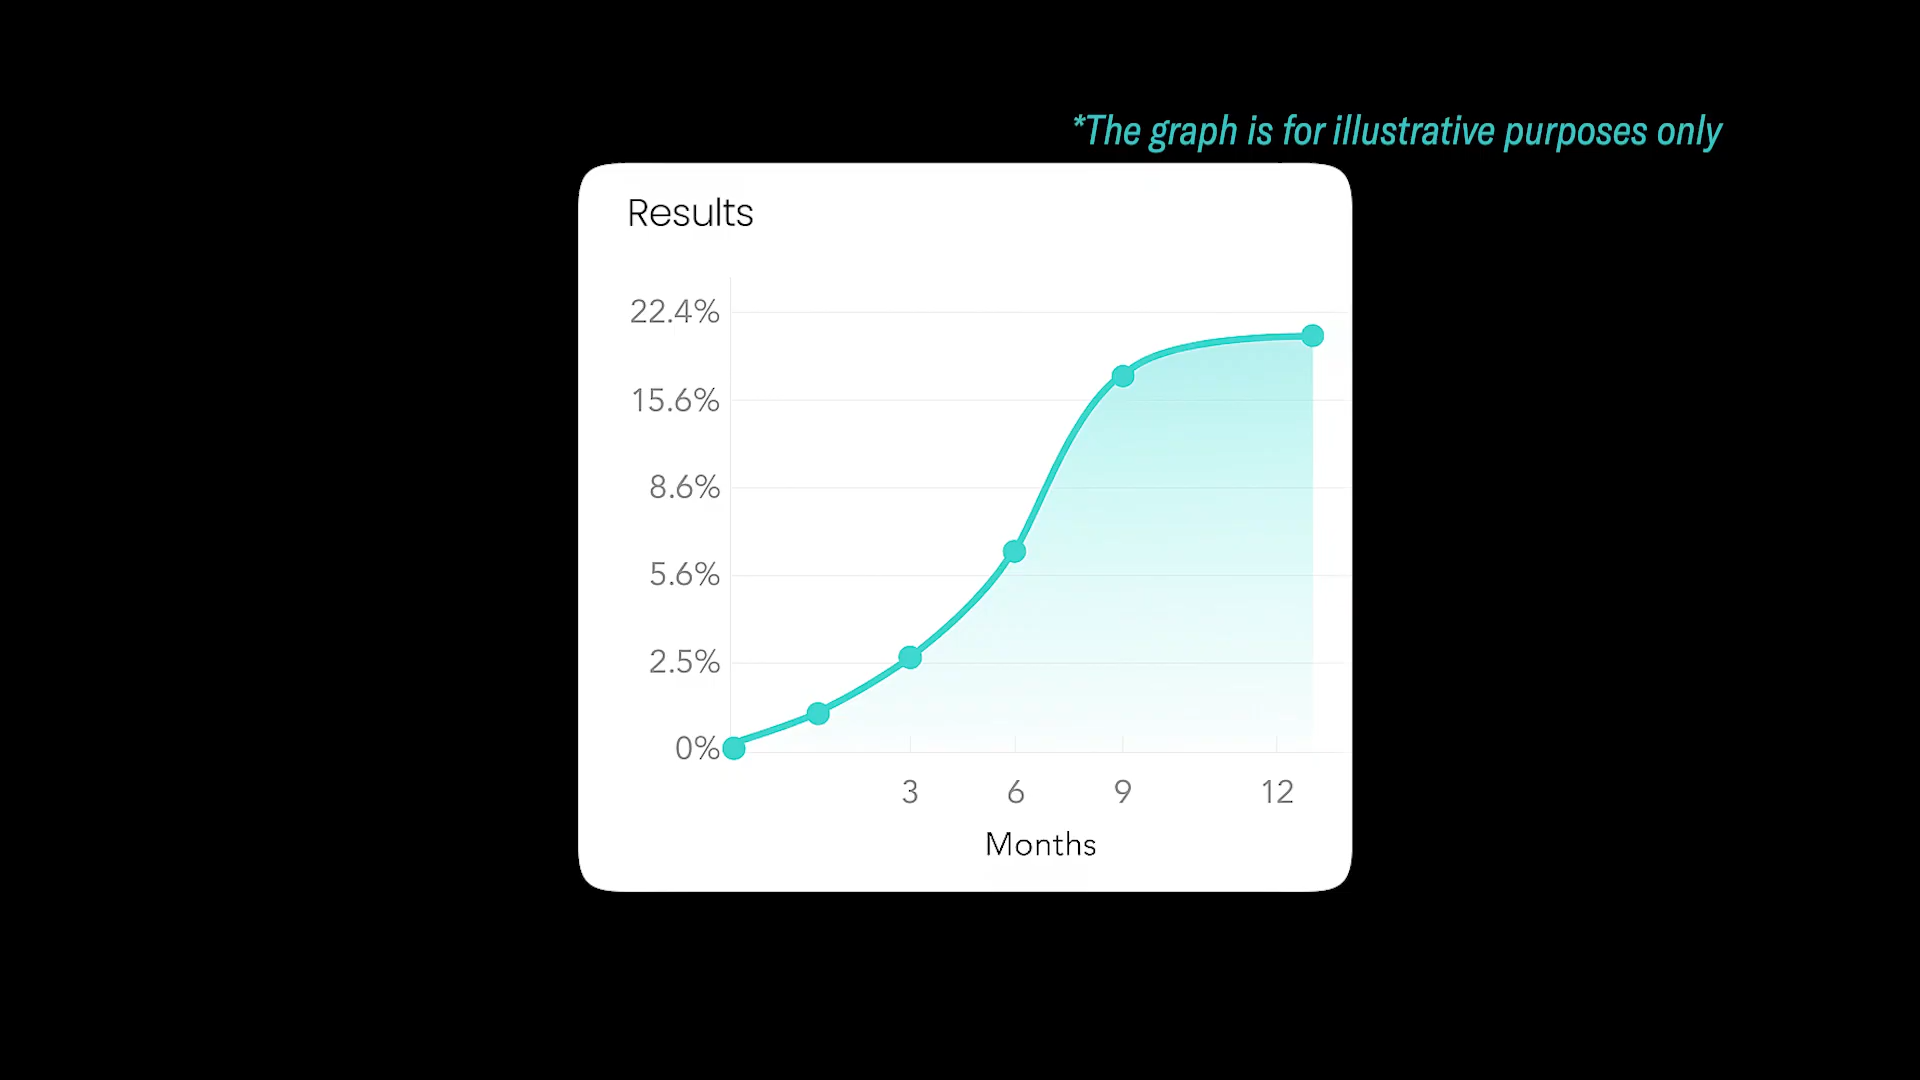 *The graph is for illustrative purposes only
Results
22.4%
15.6%
8.6%
5.6%
2.5%
0%
3 6 9 12
Months